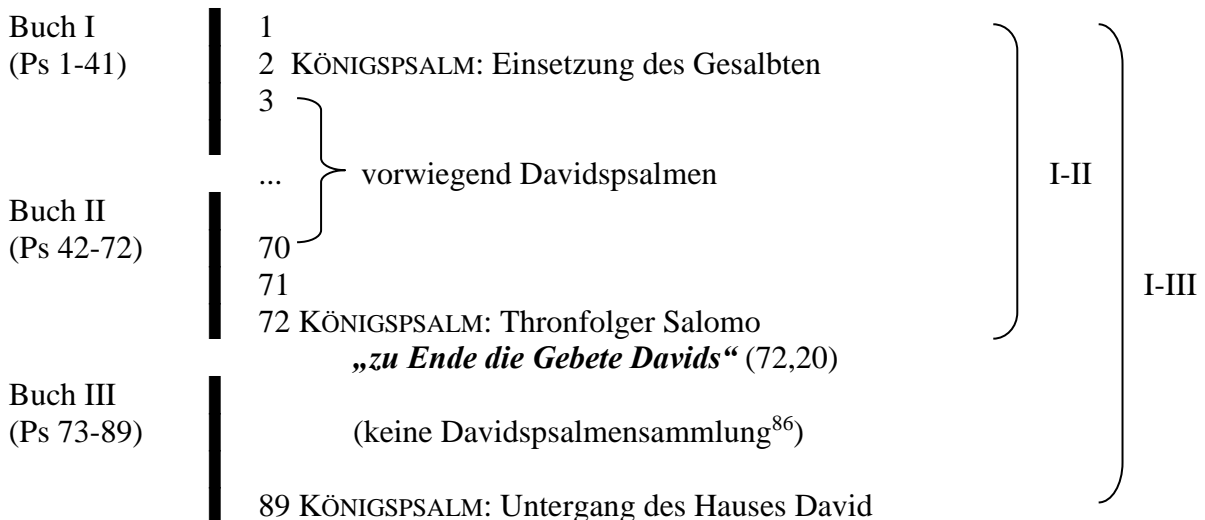 Buch I 1
(Ps 1-41) 2 KÖNIGSPSALM: Einsetzung des Gesalbten
3
... vorwiegend Davidspsalmen I-II
Buch II
(Ps 42-72) 70
71 I-III
72 KÖNIGSPSALM: Thronfolger Salomo
„zu Ende die Gebete Davids“ (72,20)
Buch III
(Ps 73-89) (keine Davidspsalmensammlung86)
89 KÖNIGSPSALM: Untergang des Hauses David